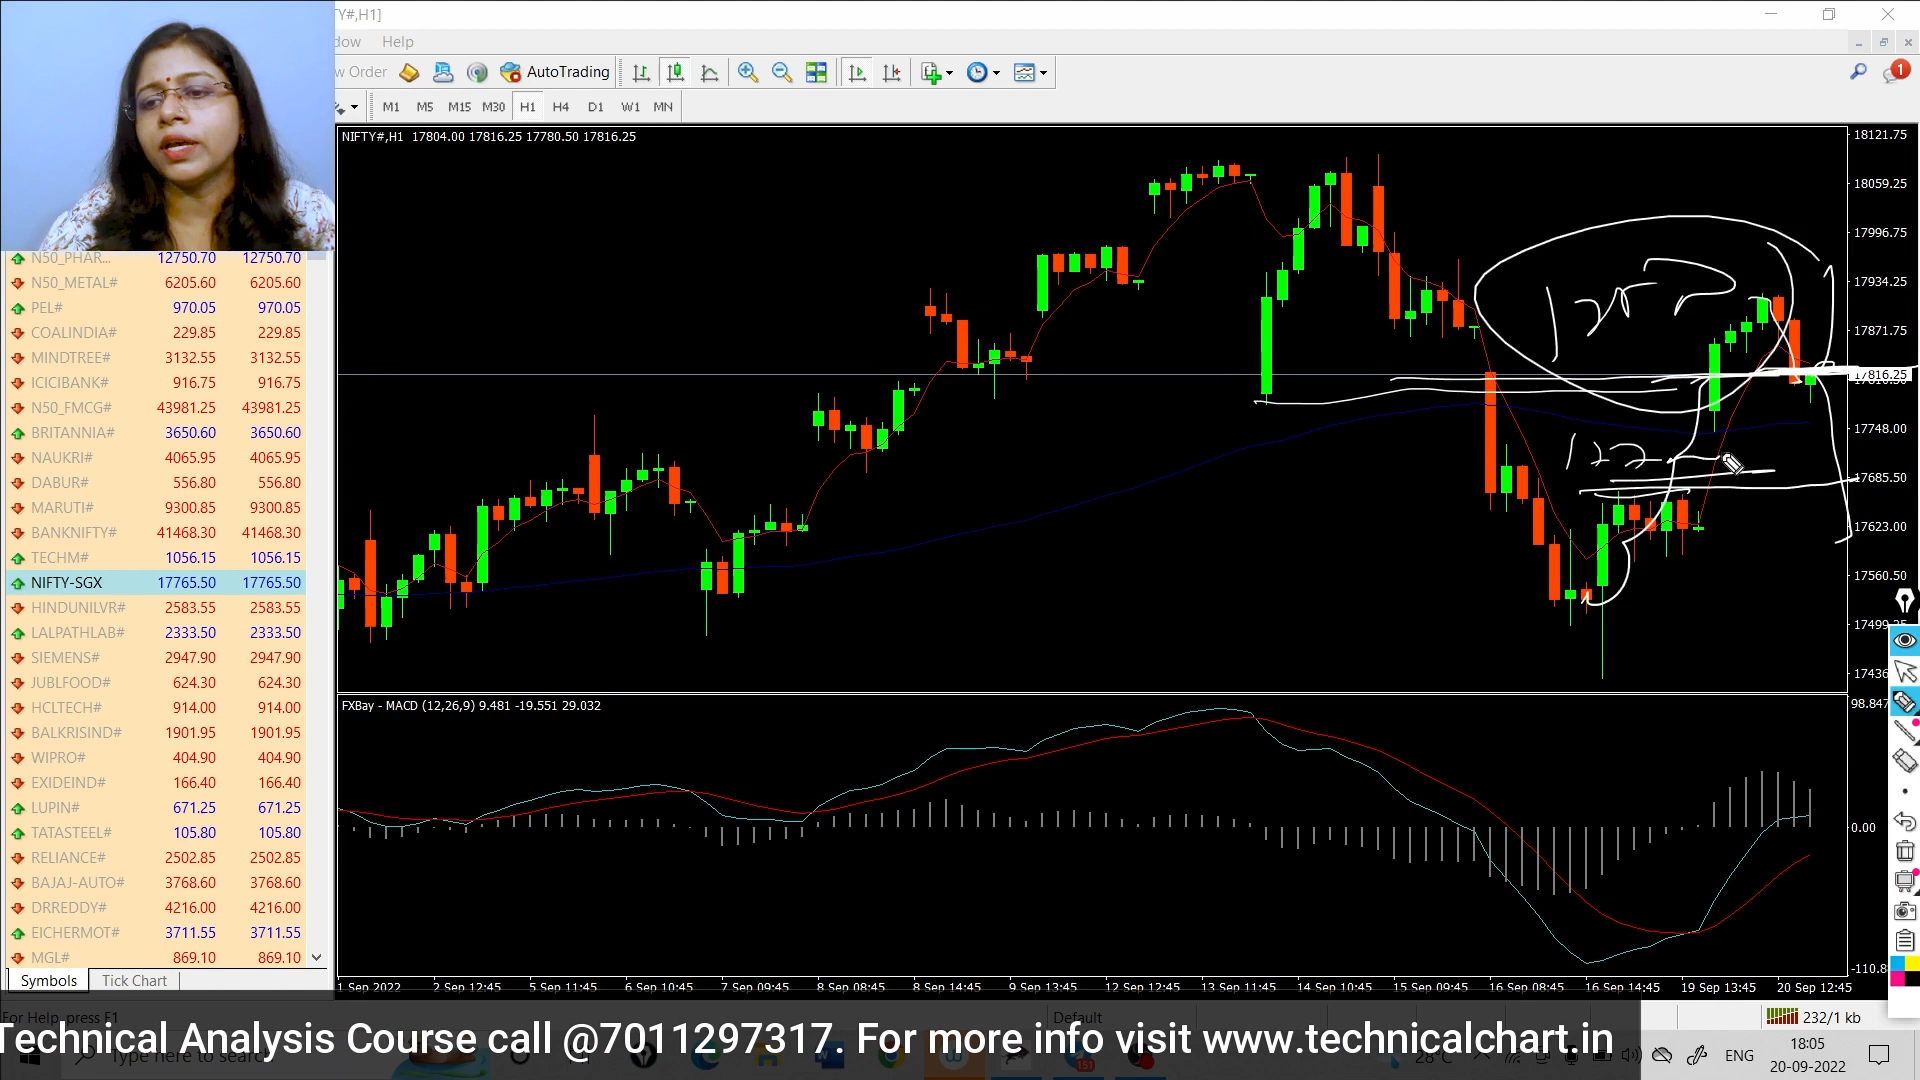 TY#,H1]
dow Help
w Order AutoTrading
M1 M5 M15 M30 H1 H4 D1 W1 MN
NIFTY#,H1 17804.00 17816.25 17780.50 17816.25
18121.75
18059.25
17996.75
17934.25
17871.75
17816.25
17748.00
17685.50
17623.00
17560.50
17499.25
17436
N50_PHAR... 12750.70 12750.70
N50_METAL# 6205.60 6205.60
PEL# 970.05 970.05
COALINDIA# 229.85 229.85
MINDTREE# 3132.55 3132.55
ICICIBANK# 916.75 916.75
N50_FMCG# 43981.25 43981.25
BRITANNIA# 3650.60 3650.60
NAUKRI# 4065.95 4065.95
DABUR# 556.80 556.80
MARUTI# 9300.85 9300.85
BANKNIFTY# 41468.30 41468.30
TECHM# 1056.15 1056.15
NIFTY-SGX 17765.50 17765.50
HINDUNILVR# 2583.55 2583.55
LALPATHLAB# 2333.50 2333.50
SIEMENS# 2947.90 2947.90
JUBLFOOD# 624.30 624.30
HCLTECH# 914.00 914.00
BALKRISIND# 1901.95 1901.95
WIPRO# 404.90 404.90
EXIDEIND# 166.40 166.40
LUPIN# 671.25 671.25
TATASTEEL# 105.80 105.80
RELIANCE# 2502.85 2502.85
BAJAJ-AUTO# 3768.60 3768.60
DRREDDY# 4216.00 4216.00
EICHERMOT# 3711.55 3711.55
MGL# 869.10 869.10
Symbols Tick Chart
FXBay - MACD (12,26,9) 9.481 -19.551 29.032
98.847
0.00
-110.8
1 Sep 2022 2 Sep 12:45 5 Sep 11:45 6 Sep 10:45 7 Sep 09:45 8 Sep 08:45 8 Sep 14:45 9 Sep 13:45 12 Sep 12:45 13 Sep 11:45 14 Sep 10:45 15 Sep 09:45 16 Sep 08:45 16 Sep 14:45 19 Sep 13:45 20 Sep 12:45
For Help, press F1 Default 232/1 kb
Technical Analysis Course call @7011297317. For more info visit www.technicalchart.in
Type here to search 28°C ENG
18:05
20-09-2022